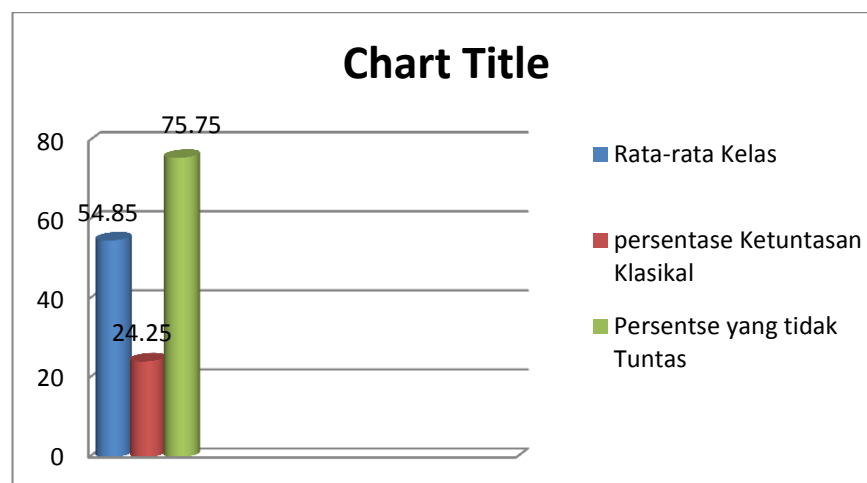 Chart Title
80
60
40
20
0
54.85
24.25
75.75
Rata-rata Kelas
persentase Ketuntasan
Klasikal
Persentse yang tidak
Tuntas